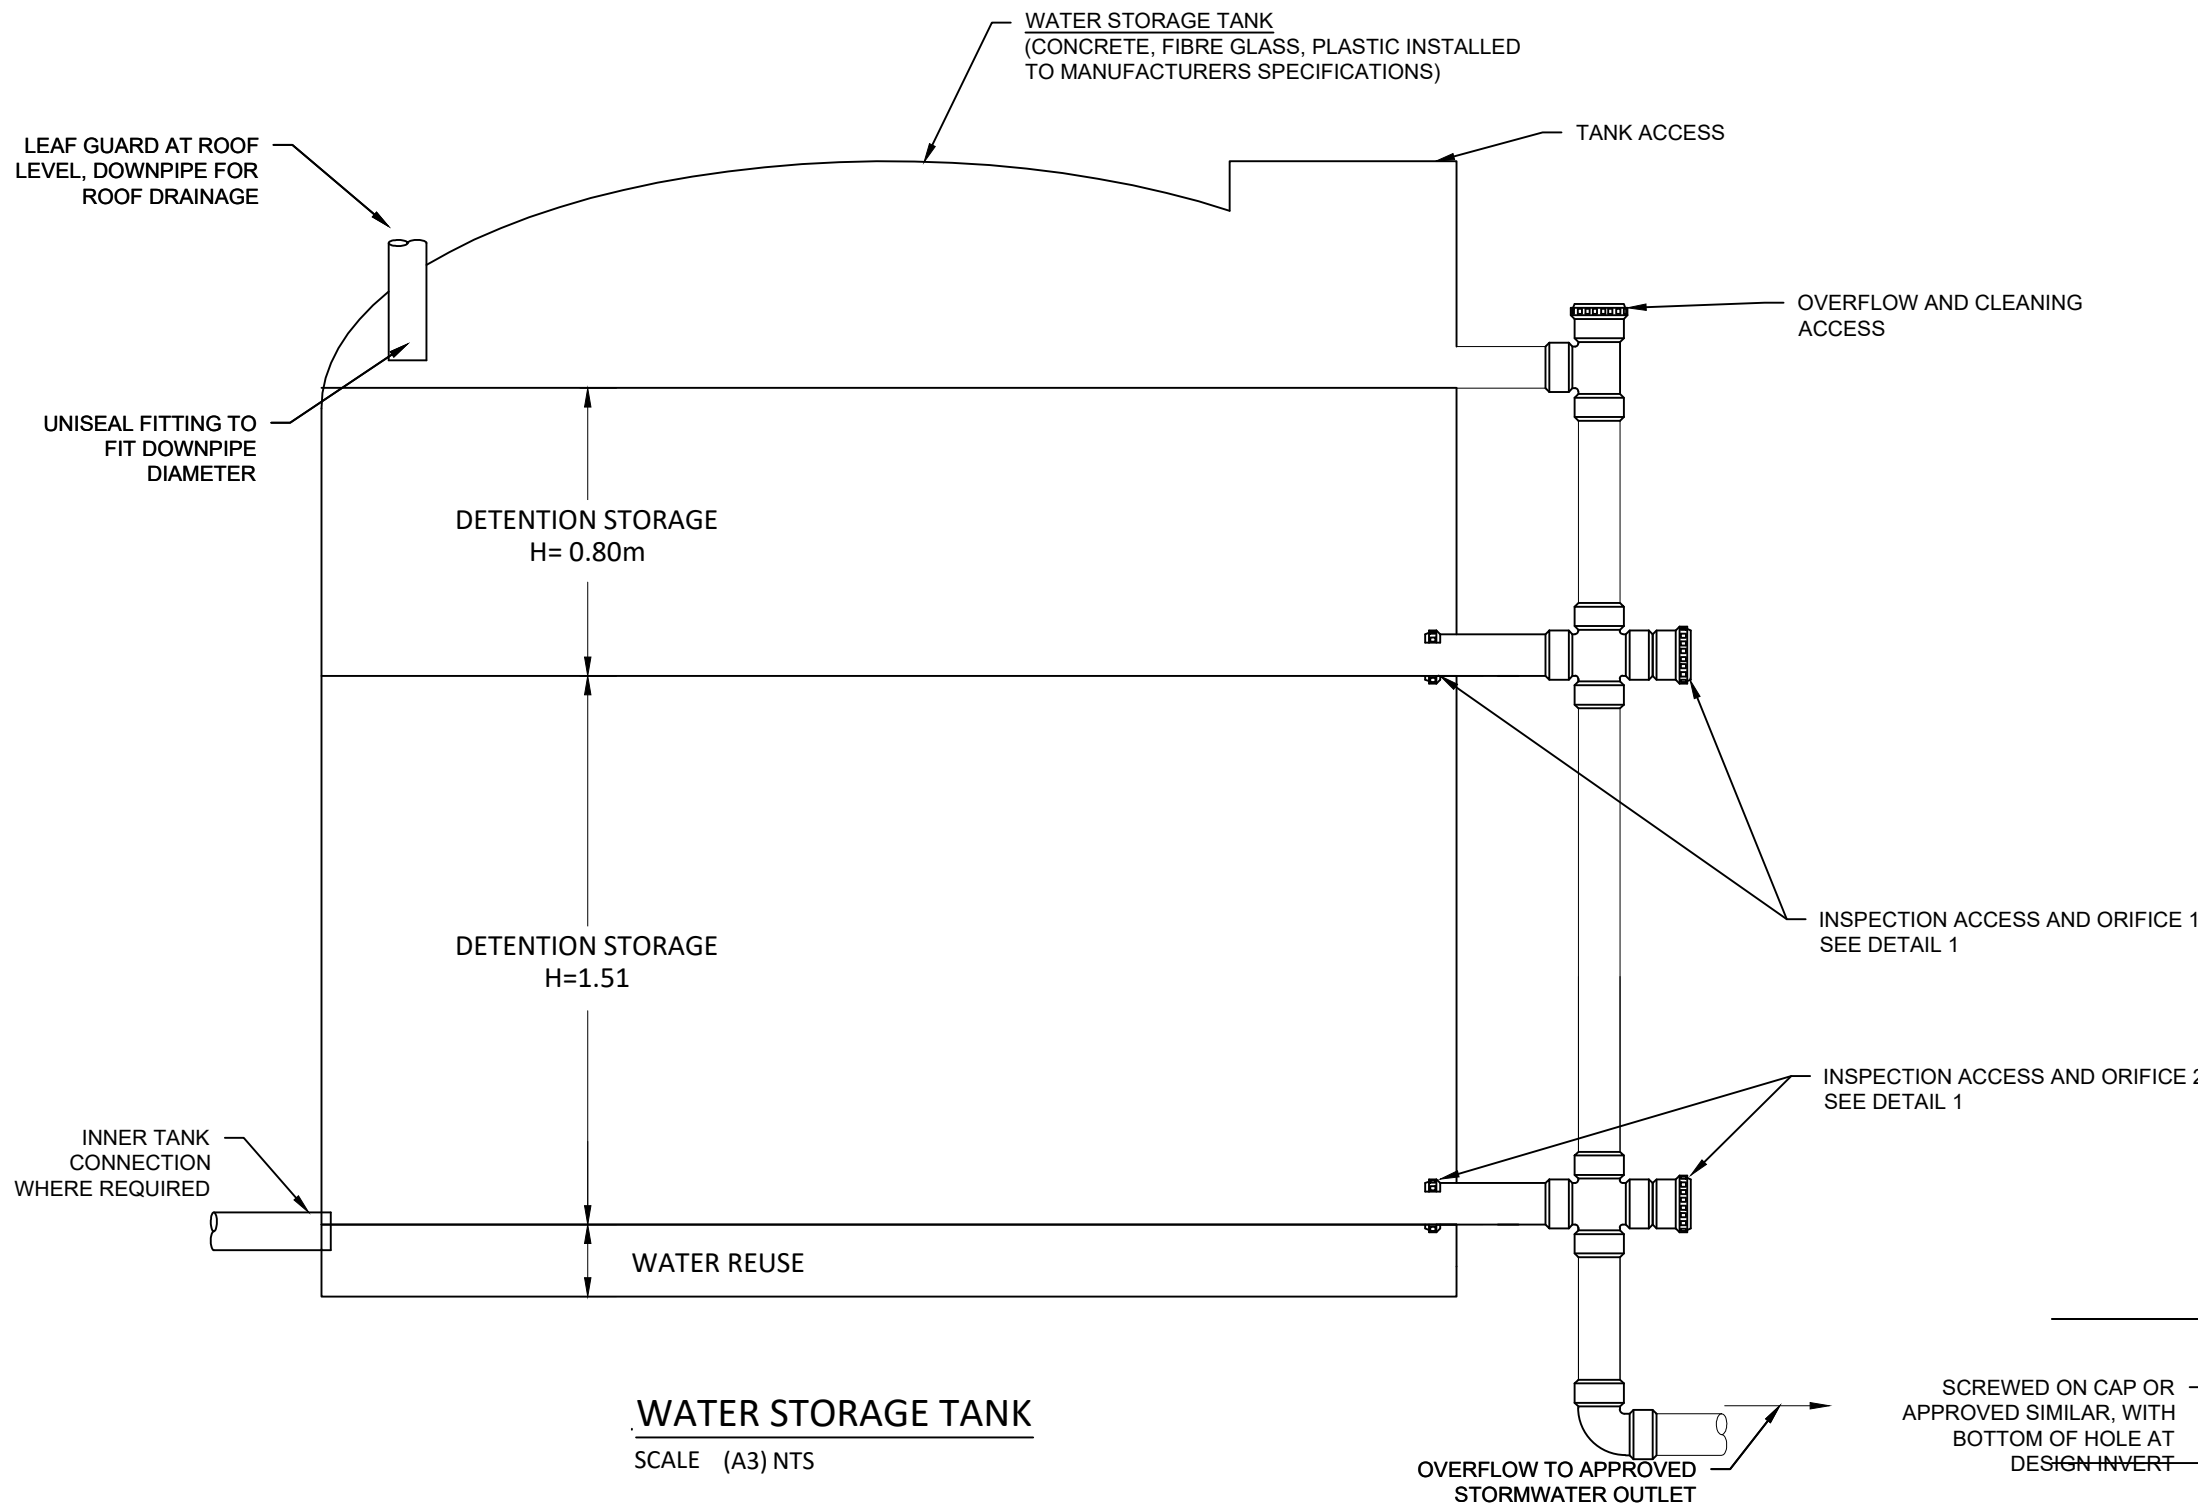 WATER STORAGE TANK
(CONCRETE, FIBRE GLASS, PLASTIC INSTALLED
TO MANUFACTURERS SPECIFICATIONS)
TANK ACCESS
LEAF GUARD AT ROOF
LEVEL, DOWNPIPE FOR
ROOF DRAINAGE
OVERFLOW AND CLEANING
ACCESS
UNISEAL FITTING TO
FIT DOWNPIPE
DIAMETER
DETENTION STORAGE
H= 0.80m
INSPECTION ACCESS AND ORIFICE 1
SEE DETAIL 1
DETENTION STORAGE
H=1.51
INSPECTION ACCESS AND ORIFICE 2
SEE DETAIL 1
INNER TANK
CONNECTION
WHERE REQUIRED
WATER REUSE
WATER STORAGE TANK
SCALE (A3) NTS
SCREWED ON CAP OR
APPROVED SIMILAR, WITH
BOTTOM OF HOLE AT
DESIGN INVERT
OVERFLOW TO APPROVED
STORMWATER OUTLET